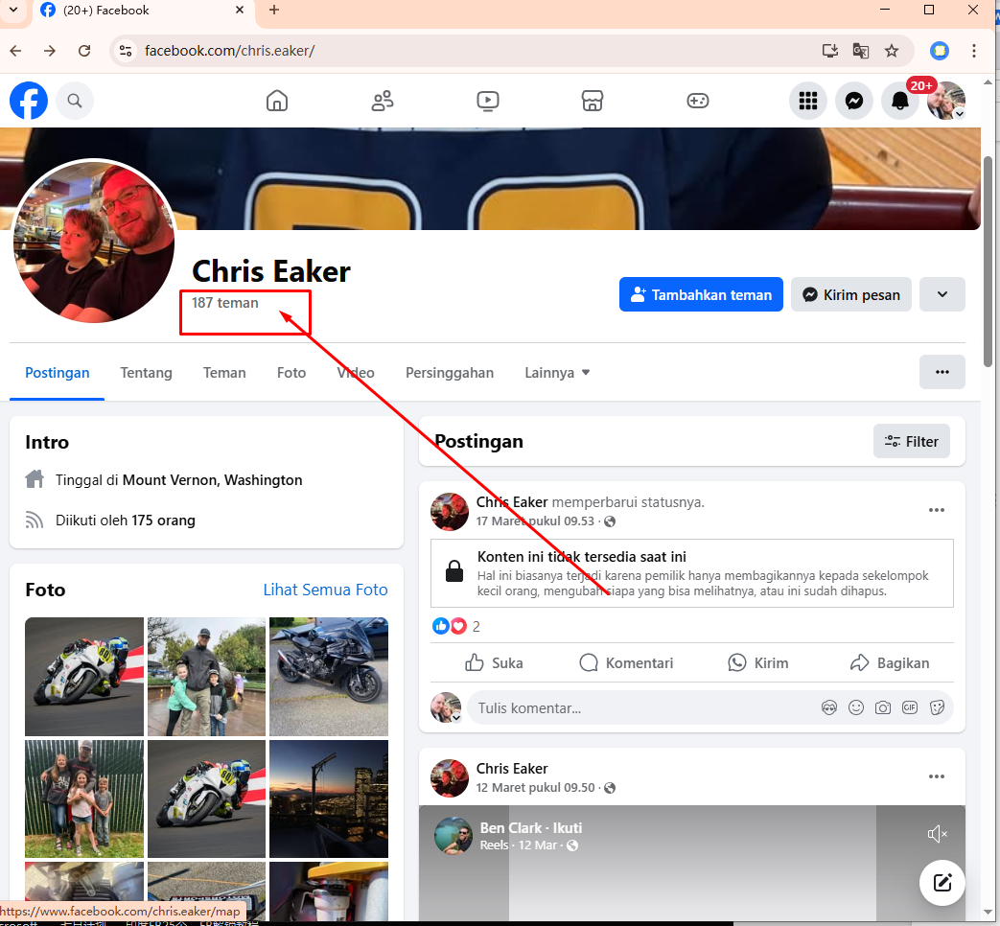 (20+) Facebook
facebook.com/chris.eaker/
20+
Chris Eaker
187 teman
Tambahkan teman
Kirim pesan
Postingan
Tentang
Teman
Foto
Video
Persinggahan
Lainnya
Intro
Tinggal di Mount Vernon, Washington
Diikuti oleh 175 orang
Foto
Lihat Semua Foto
Postingan
Filter
Chris Eaker memperbarui statusnya.
17 Maret pukul 09.53 ·
Konten ini tidak tersedia saat ini
Hal ini biasanya terjadi karena pemilik hanya membagikannya kepada sekelompok
kecil orang, mengubah siapa yang bisa melihatnya, atau ini sudah dihapus.
2
Suka
Komentari
Kirim
Bagikan
Tulis komentar...
GIF
Chris Eaker
12 Maret pukul 09.50 ·
Ben Clark · Ikuti
Reels · 12 Mar ·
https://www.facebook.com/chris.eaker/map